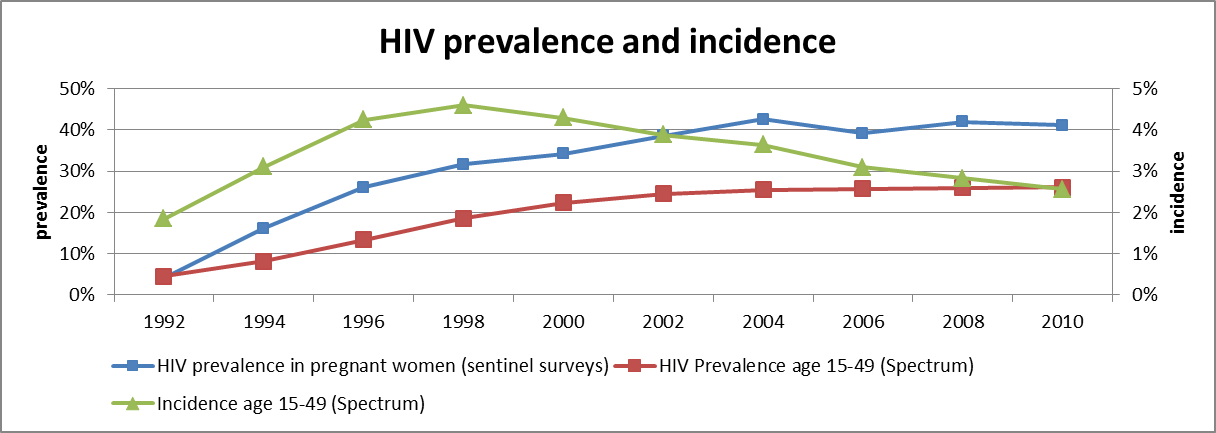 HIV prevalence and incidence
50%
40%
30%
20%
10%
0%
prevalence
5%
4%
3%
2%
1%
0%
incidence
1992 1994 1996 1998 2000 2002 2004 2006 2008 2010
HIV prevalence in pregnant women (sentinel surveys) HIV Prevalence age 15-49 (Spectrum)
Incidence age 15-49 (Spectrum)